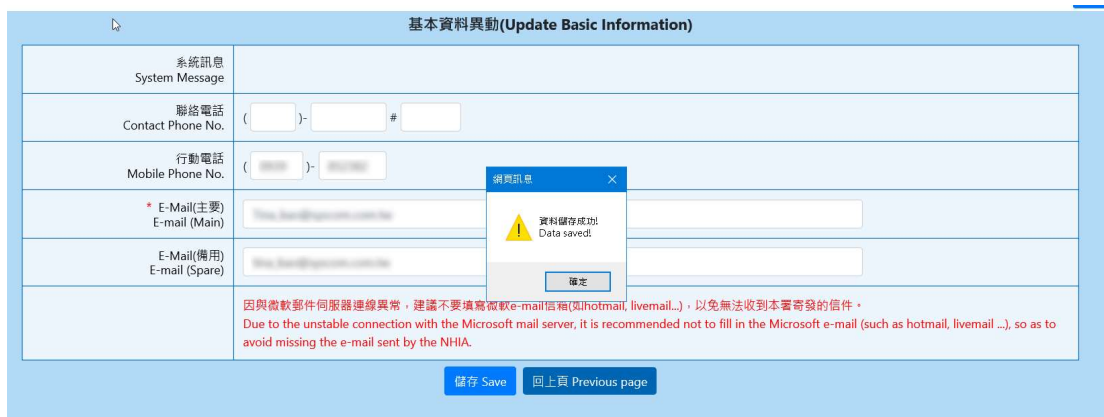 基本資料異動(Update Basic Information)
系統訊息
System Message
聯絡電話
Contact Phone No.
( )- #
行動電話
Mobile Phone No.
( )-
* E-Mail(主要)
E-mail (Main)
E-Mail(備用)
E-mail (Spare)
網頁訊息
資料儲存成功!
Data saved!
確定
因與微軟郵件伺服器連線異常，建議不要填寫微軟e-mail信箱(如hotmail, livemail...)，以免無法收到本署寄發的信件。
Due to the unstable connection with the Microsoft mail server, it is recommended not to fill in the Microsoft e-mail (such as hotmail, livemail ...), so as to
avoid missing the e-mail sent by the NHIA.
儲存 Save
回上頁 Previous page